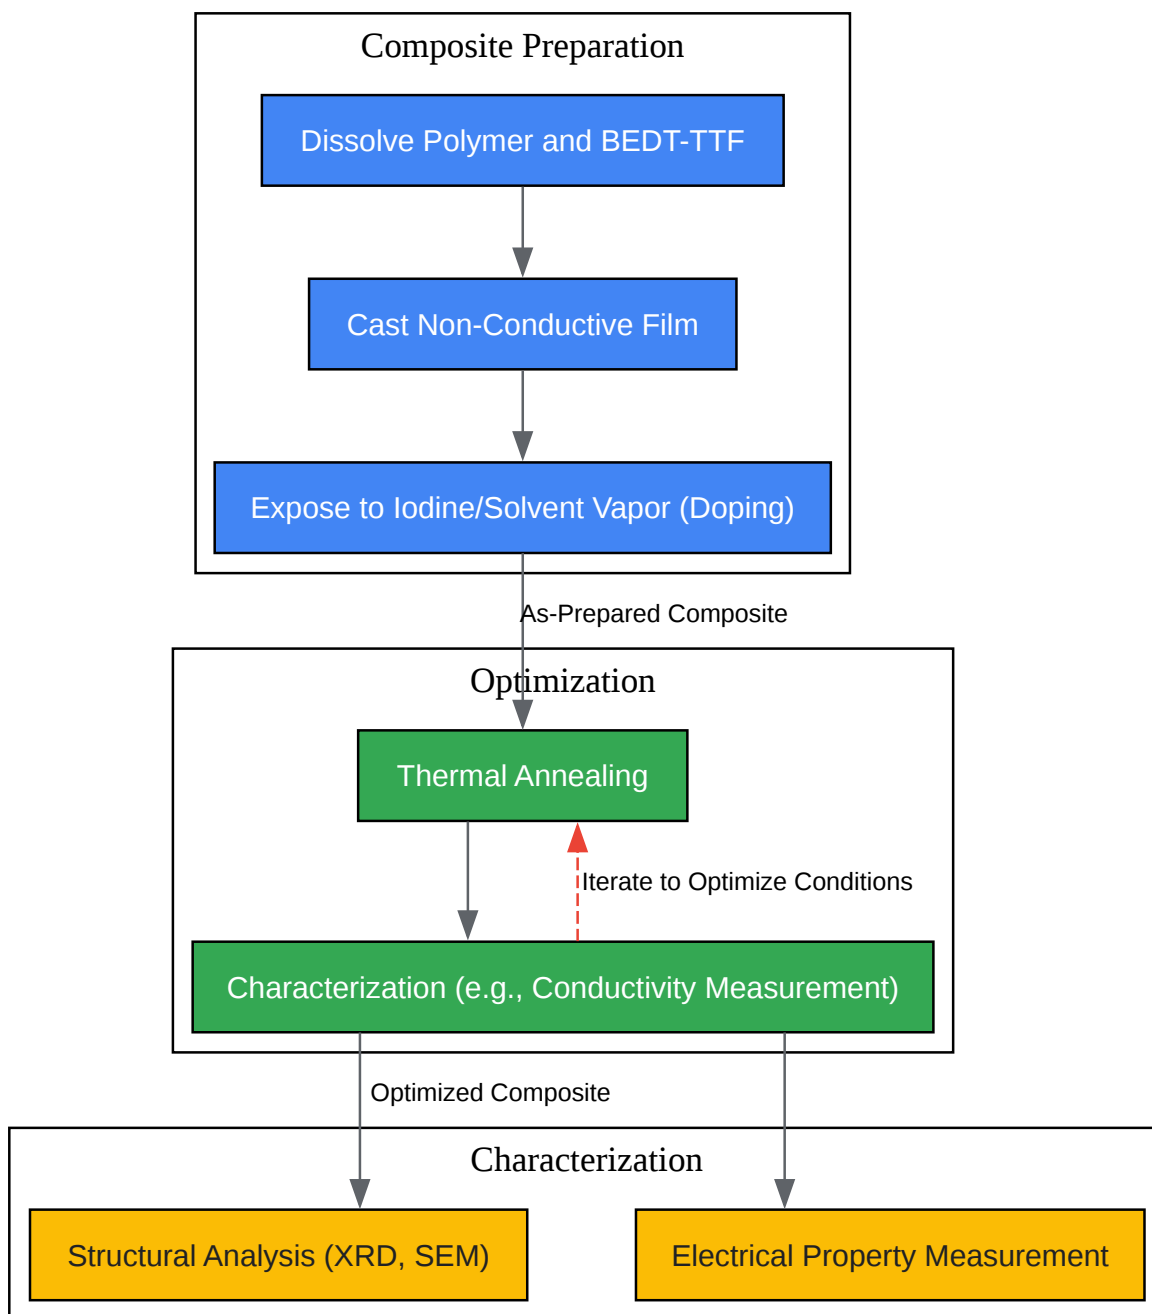 Composite Preparation
Dissolve Polymer and BEDT-TTF
Cast Non-Conductive Film
Expose to Iodine/Solvent Vapor (Doping)
As-Prepared Composite
Optimization
Thermal Annealing
Iterate to Optimize Conditions
Characterization (e.g., Conductivity Measurement)
Optimized Composite
Characterization
Structural Analysis (XRD, SEM)
Electrical Property Measurement